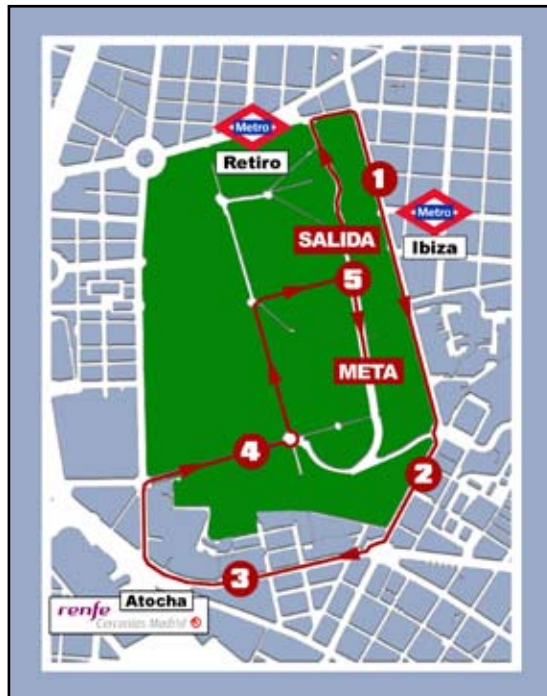 Metro
Retiro
1
Metro
Ibiza
SALIDA
5
META
4
2
3
Atocha
renfe
Cercanías Madrid